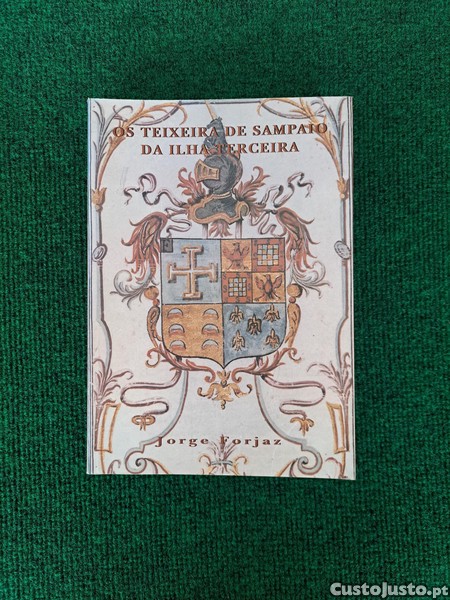 OS TEIXEIRA DE SAMPAIO
DA ILHA TERCEIRA
Jorge Forjaz
CustoJusto.pt